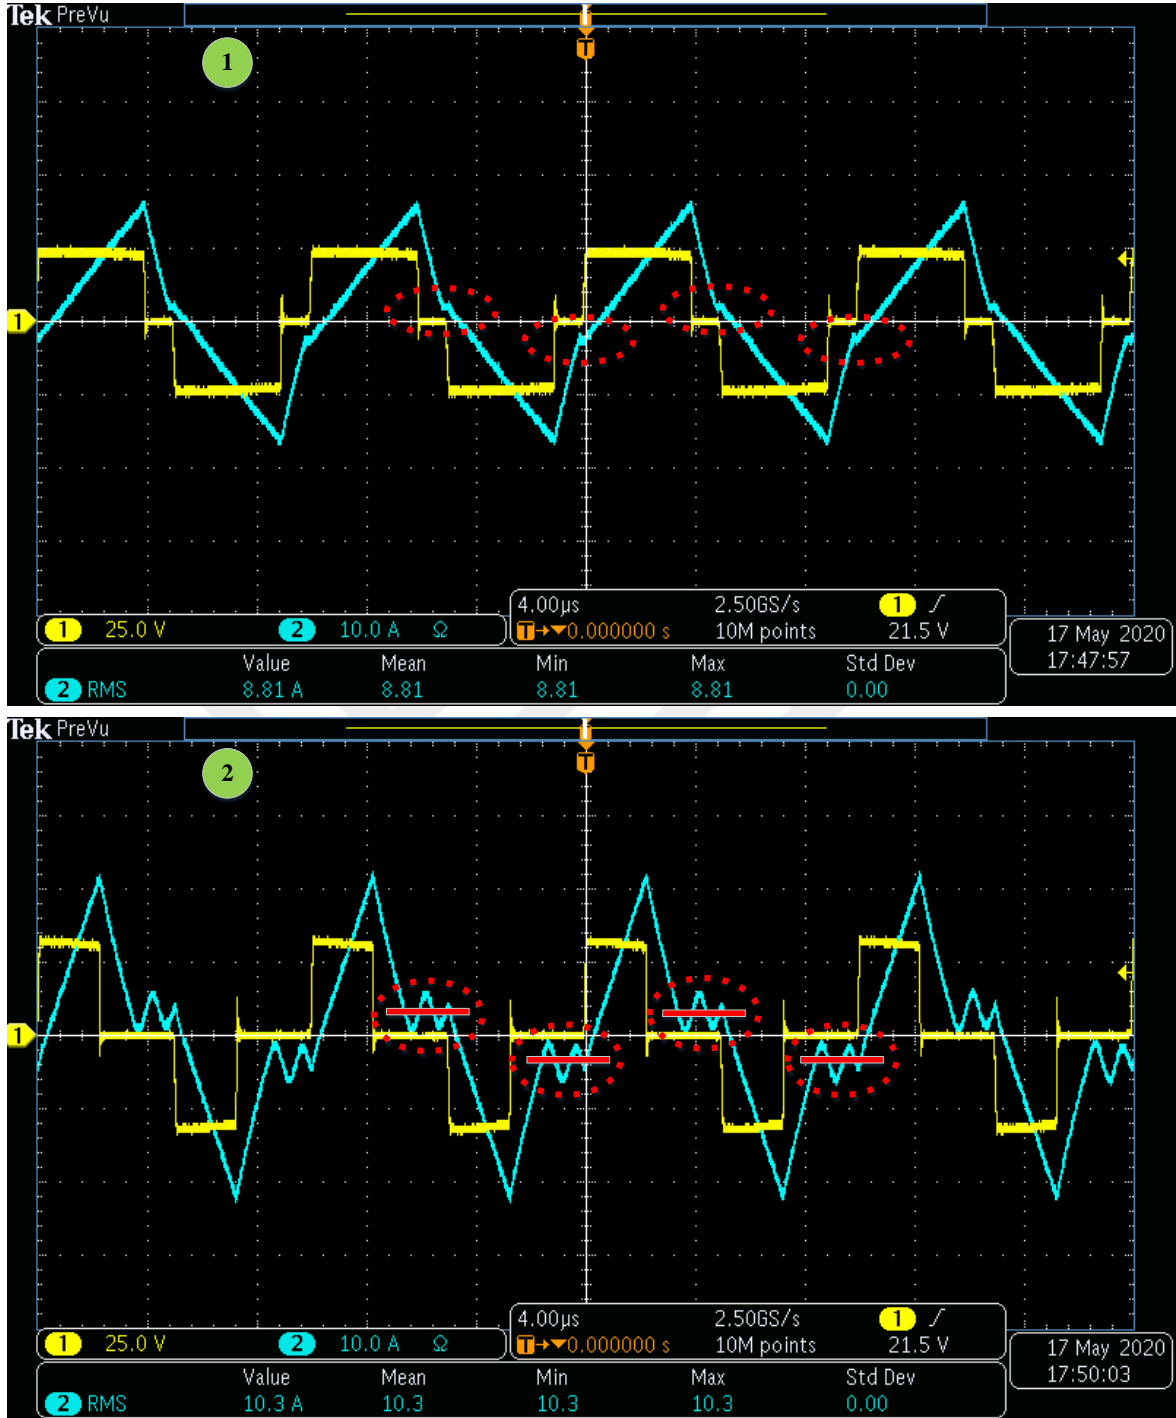 Tek PreVu
1
T
1
4.00µs 2.50GS/s 1
1 25.0 V 2 10.0 A Ω T→▼0.000000 s 10M points 21.5 V
17 May 2020
17:47:57
Value Mean Min Max Std Dev
2 RMS 8.81 A 8.81 8.81 8.81 0.00
Tek PreVu
2
T
1
4.00µs 2.50GS/s 1
1 25.0 V 2 10.0 A Ω T→▼0.000000 s 10M points 21.5 V
17 May 2020
17:50:03
Value Mean Min Max Std Dev
2 RMS 10.3 A 10.3 10.3 10.3 0.00